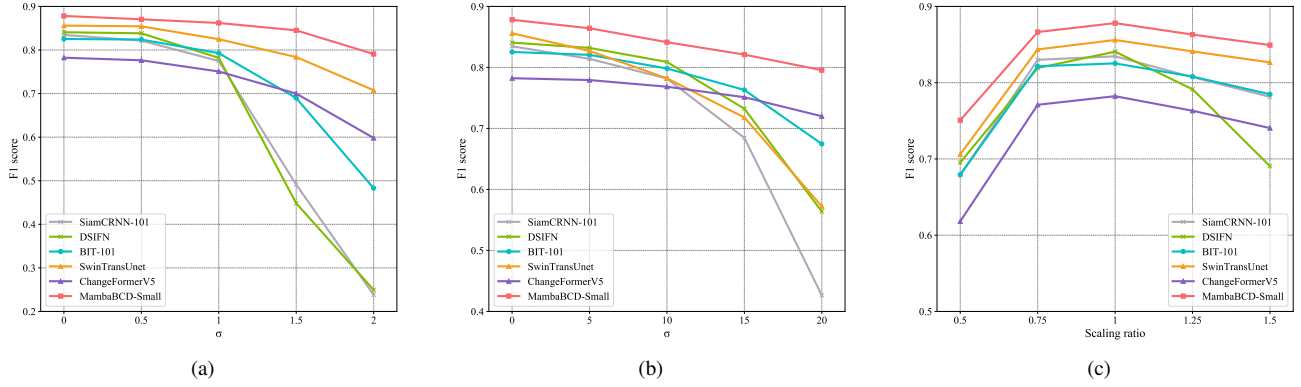 0.9
0.8
0.7
0.6
0.5
0.4
0.3
0.2
F1 score
SiamCRNN-101
DSIFN
BIT-101
SwinTransUnet
ChangeFormerV5
MambaBCD-Small
0
0.5
1
1.5
2
σ
(a)
0.9
0.8
0.7
0.6
0.5
0.4
F1 score
SiamCRNN-101
DSIFN
BIT-101
SwinTransUnet
ChangeFormerV5
MambaBCD-Small
0
5
10
15
20
σ
(b)
0.9
0.8
0.7
0.6
0.5
F1 score
SiamCRNN-101
DSIFN
BIT-101
SwinTransUnet
ChangeFormerV5
MambaBCD-Small
0.5
0.75
1
1.25
1.5
Scaling ratio
(c)